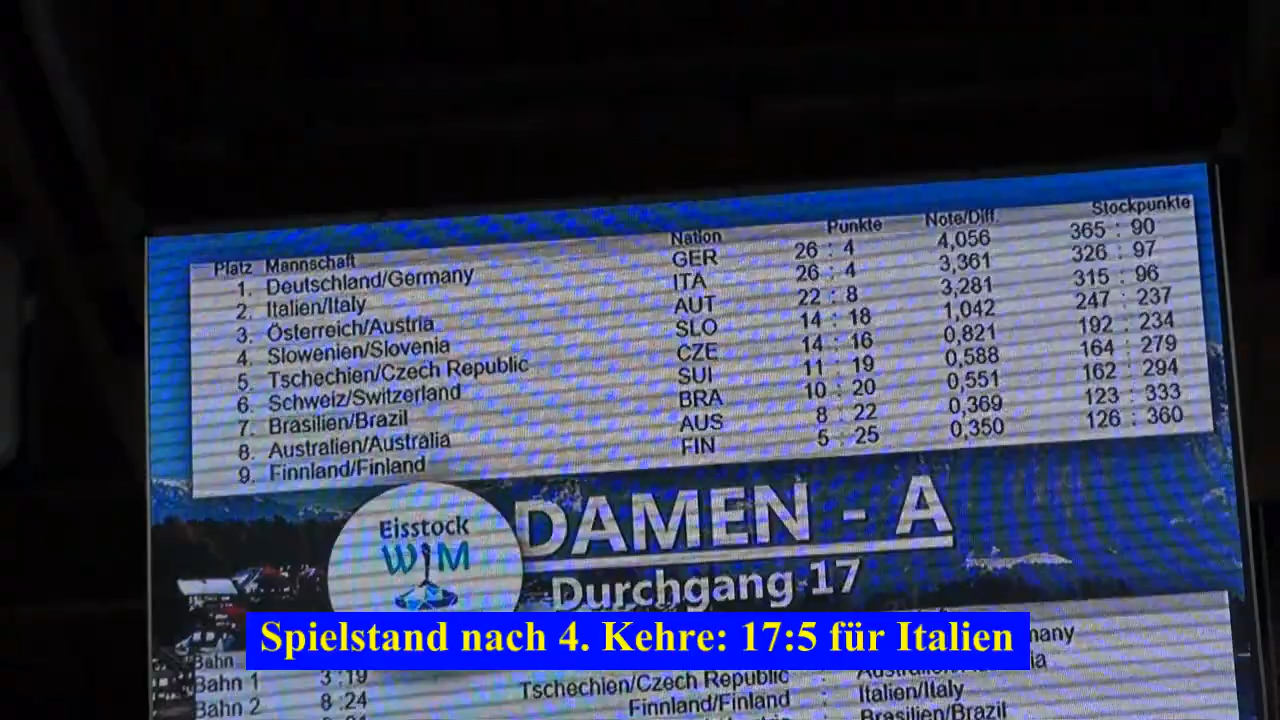 Platz Mannschaft Nation Punkte Note/Diff. Stockpunkte
1. Deutschland/Germany GER 26 : 4 4,056 365 : 90
2. Italien/Italy ITA 26 : 4 3,361 326 : 97
3. Österreich/Austria AUT 22 : 8 3,281 315 : 96
4. Slowenien/Slovenia SLO 14 : 18 1,042 247 : 237
5. Tschechien/Czech Republic CZE 14 : 16 0,821 192 : 234
6. Schweiz/Switzerland SUI 11 : 19 0,588 164 : 279
7. Brasilien/Brazil BRA 10 : 20 0,551 162 : 294
8. Australien/Australia AUS 8 : 22 0,369 123 : 333
9. Finnland/Finland FIN 5 : 25 0,350 126 : 360
Eisstock
WM
DAMEN - A
Durchgang 17
Spielstand nach 4. Kehre: 17:5 für Italien
Bahn
Bahn 1 3 :19 Tschechien/Czech Republic :
Bahn 2 8 :24 Finnland/Finland : Italien/Italy
Brasilien/Brazil